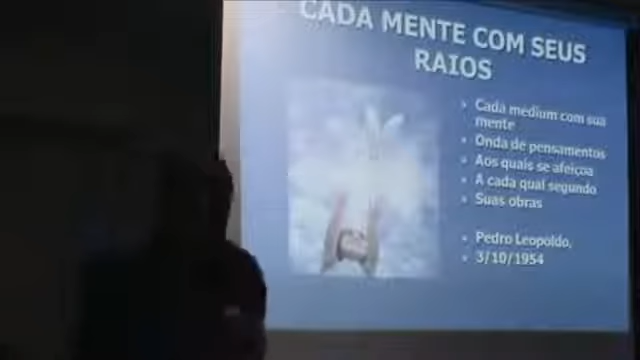 CADA MENTE COM SEUS
RAIOS
Cada médium com sua
mente
Onda de pensamentos
Aos quais se afeiçoa
A cada qual segundo
Suas obras
Pedro Leopoldo,
3/10/1954